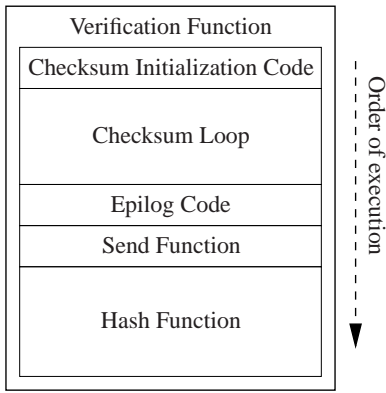 Verification Function
Checksum Initialization Code
Checksum Loop
Epilog Code
Send Function
Hash Function
Order of execution